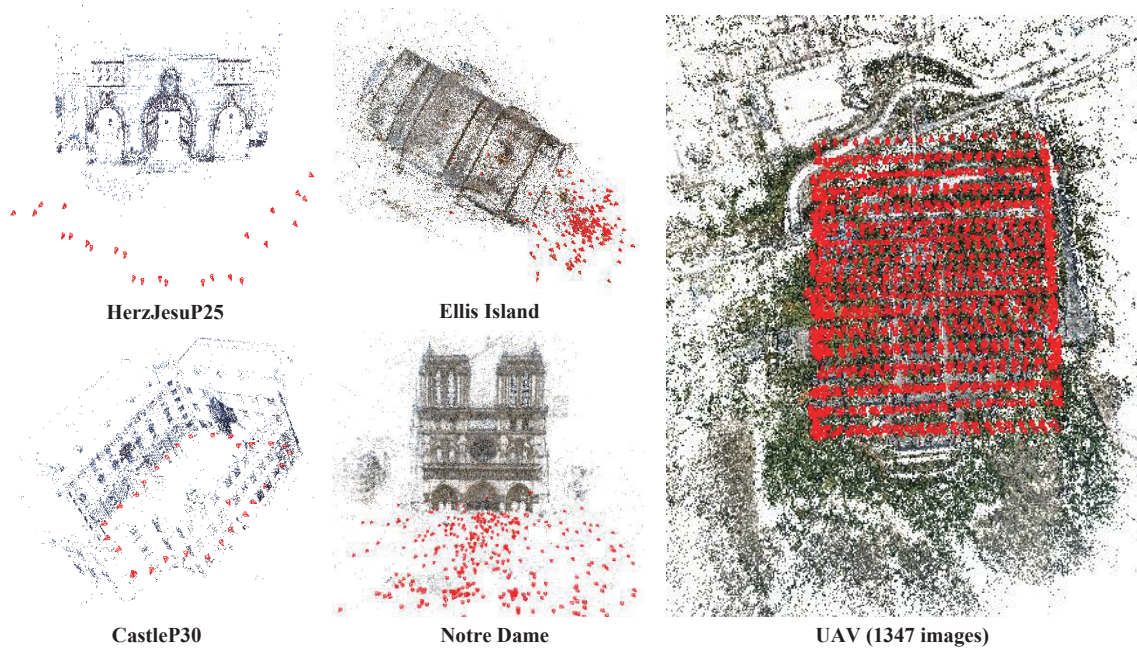 HerzJesuP25
Ellis Island
CastleP30
Notre Dame
UAV (1347 images)